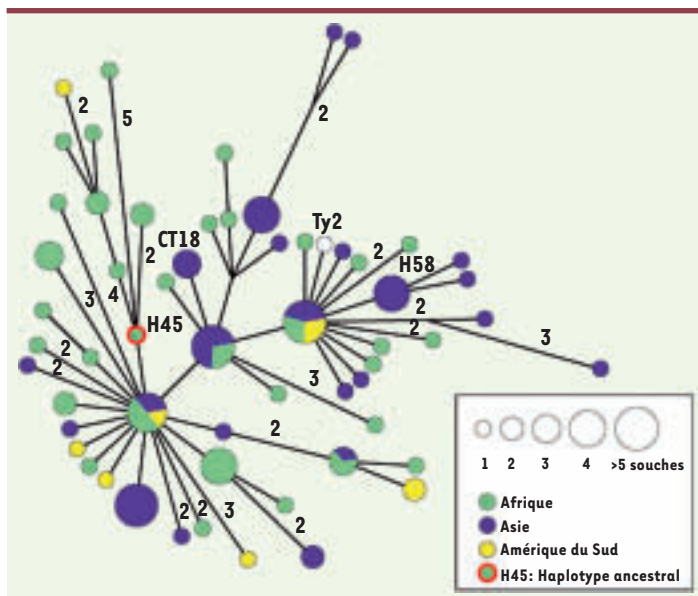 2
5
2
Ty2
2
CT18
2
H58
4
3
H45
2
2
3
2
2
3
2
2
2
3
2
1 2 3 4 >5 souches
Afrique
Asie
Amérique du Sud
H45: Haplotype ancestral